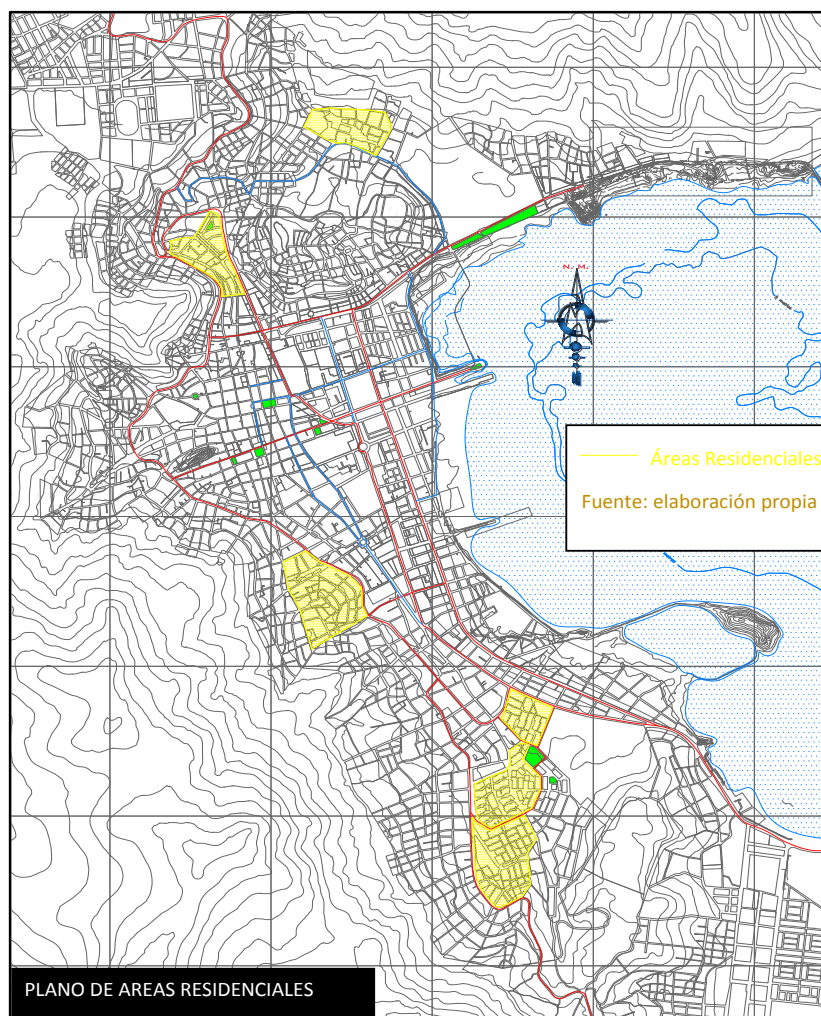 N. M.
Áreas Residenciales
Fuente: elaboración propia
PLANO DE AREAS RESIDENCIALES